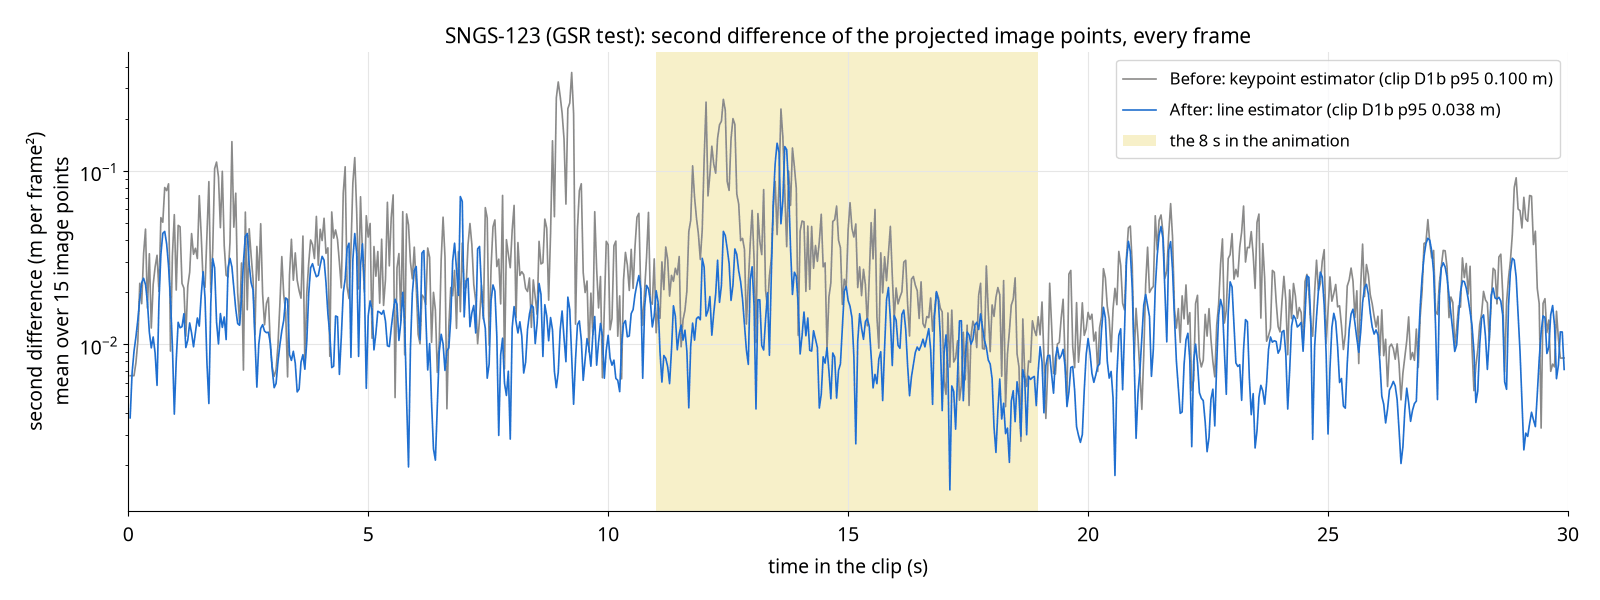 SNGS-123 (GSR test): second difference of the projected image points, every frame
Before: keypoint estimator (clip D1b p95 0.100 m)
After: line estimator (clip D1b p95 0.038 m)
the 8 s in the animation
second difference (m per frame²)
mean over 15 image points
10⁻¹
10⁻²
0 5 10 15 20 25 30
time in the clip (s)